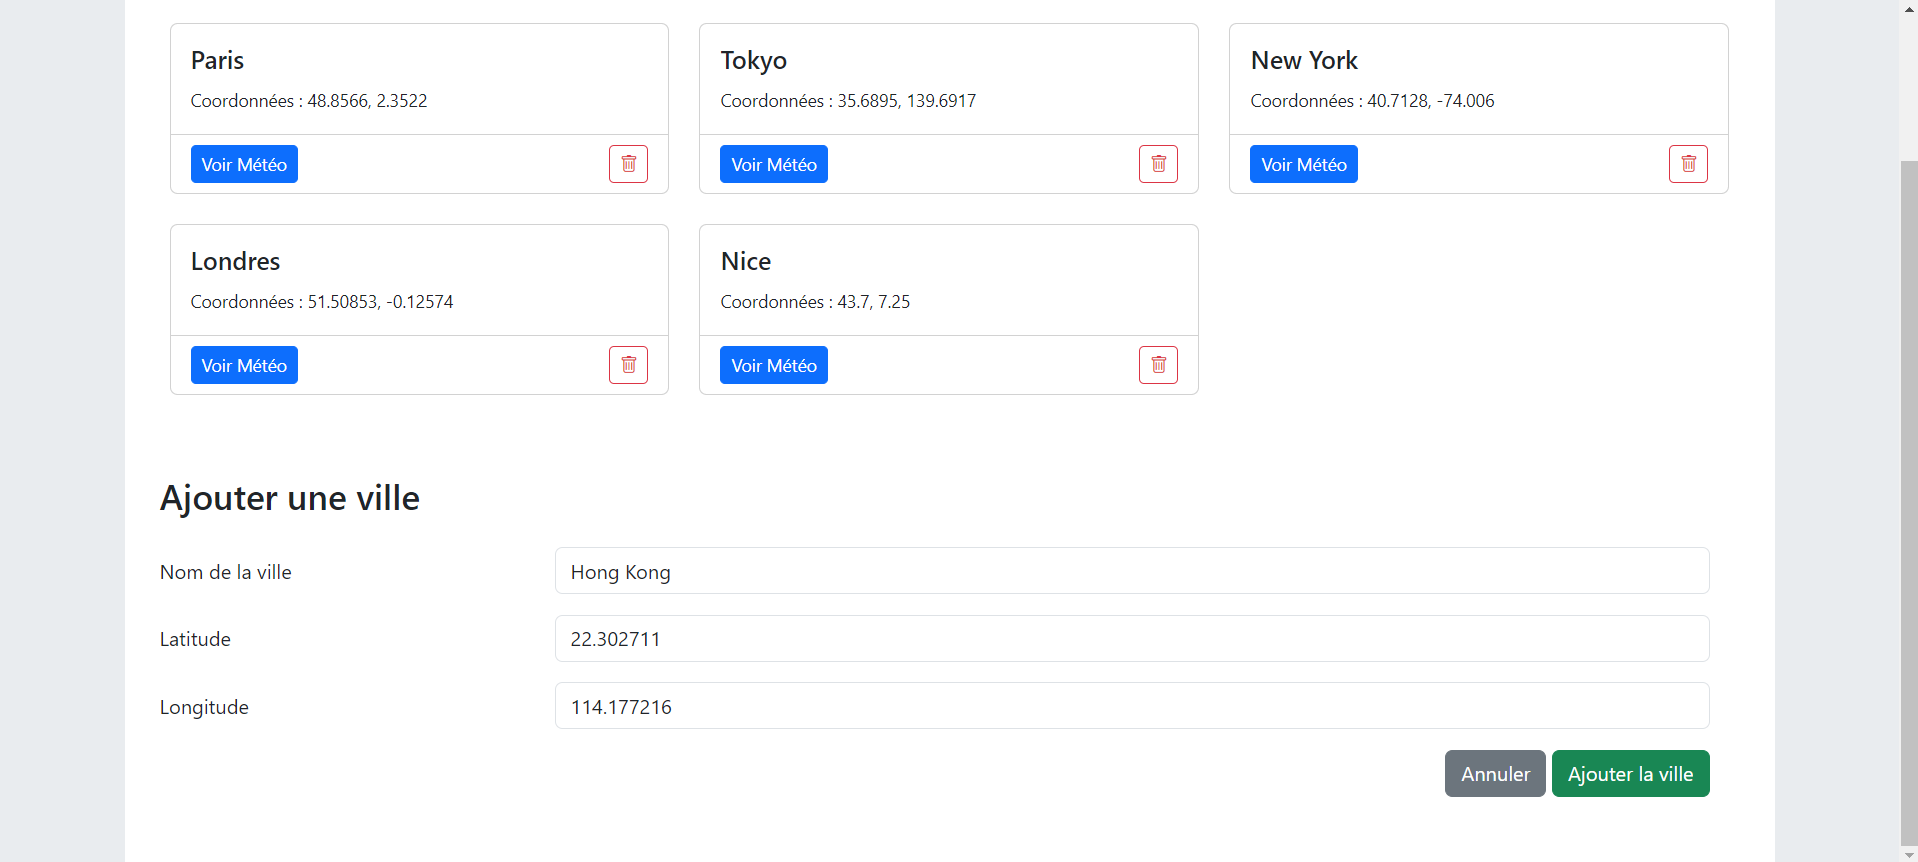 Paris
Coordonnées : 48.8566, 2.3522
Voir Météo
Tokyo
Coordonnées : 35.6895, 139.6917
Voir Météo
New York
Coordonnées : 40.7128, -74.006
Voir Météo
Londres
Coordonnées : 51.50853, -0.12574
Voir Météo
Nice
Coordonnées : 43.7, 7.25
Voir Météo
Ajouter une ville
Nom de la ville
Hong Kong
Latitude
22.302711
Longitude
114.177216
Annuler
Ajouter la ville